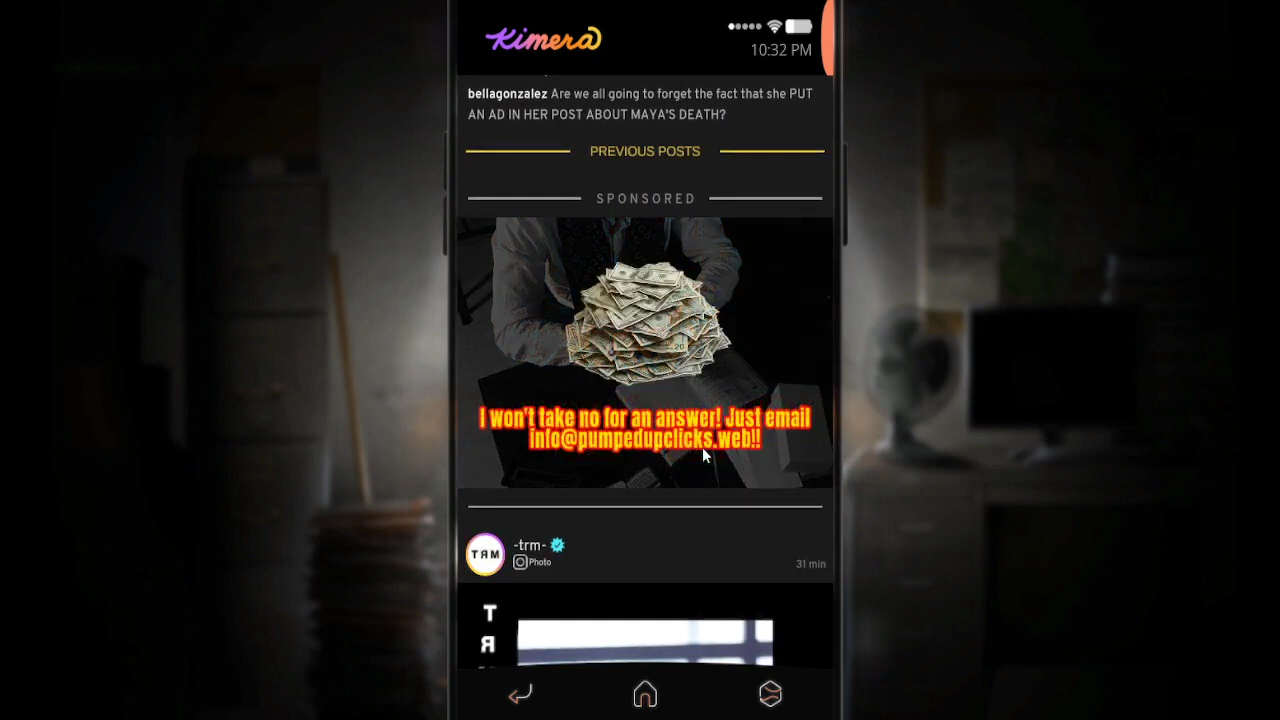 Kimera
10:32 PM
bellagonzalez Are we all going to forget the fact that she PUT
AN AD IN HER POST ABOUT MAYA'S DEATH?
PREVIOUS POSTS
SPONSORED
20
I won't take no for an answer! Just email
info@pumpedupclicks.web!!
TЯM
-trm-
Photo
31 min
T
Я